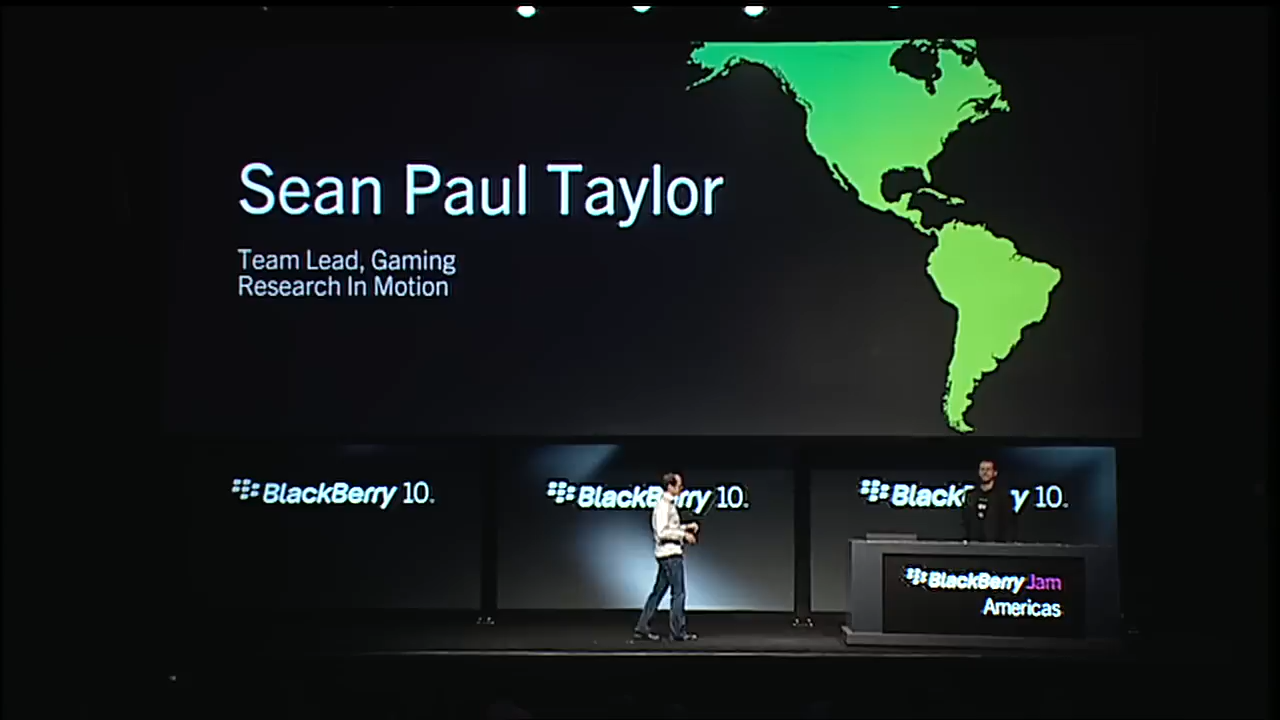 Sean Paul Taylor
Team Lead, Gaming
Research In Motion
BlackBerry 10.
BlackBerry 10.
BlackBerry 10.
BlackBerry Jam
Americas